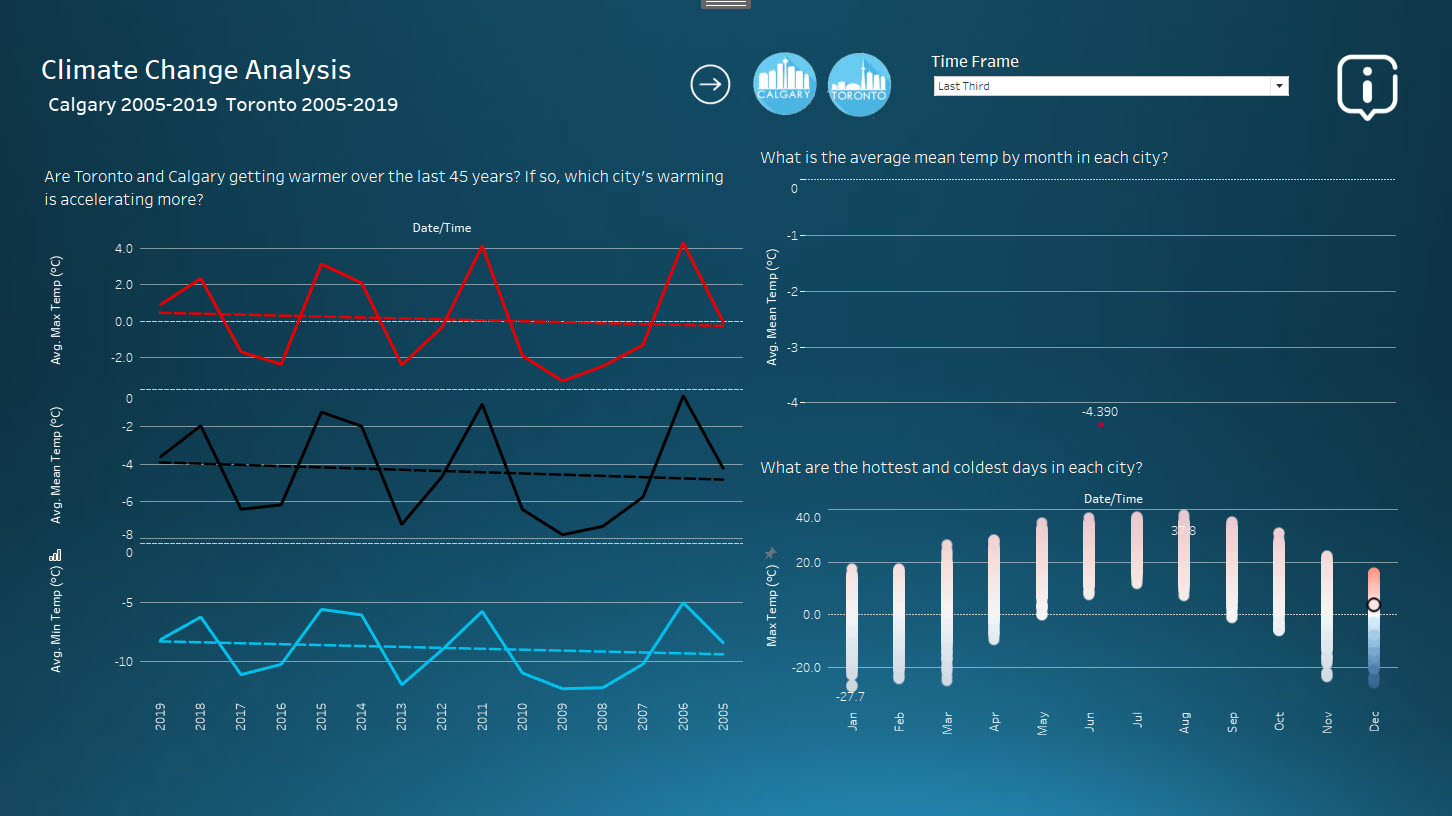 Climate Change Analysis
Calgary 2005-2019 Toronto 2005-2019
CALGARY
TORONTO
Time Frame
Last Third
Are Toronto and Calgary getting warmer over the last 45 years? If so, which city's warming
is accelerating more?
Date/Time
Avg. Max Temp (°C)
4.0
2.0
0.0
-2.0
Avg. Mean Temp (°C)
0
-2
-4
-6
-8
Avg. Min Temp (°C)
0
-5
-10
2019
2018
2017
2016
2015
2014
2013
2012
2011
2010
2009
2008
2007
2006
2005
What is the average mean temp by month in each city?
Avg. Mean Temp (°C)
0
-1
-2
-3
-4
-4.390
What are the hottest and coldest days in each city?
Date/Time
Max Temp (°C)
40.0
20.0
0.0
-20.0
37.8
-27.7
Jan
Feb
Mar
Apr
May
Jun
Jul
Aug
Sep
Oct
Nov
Dec